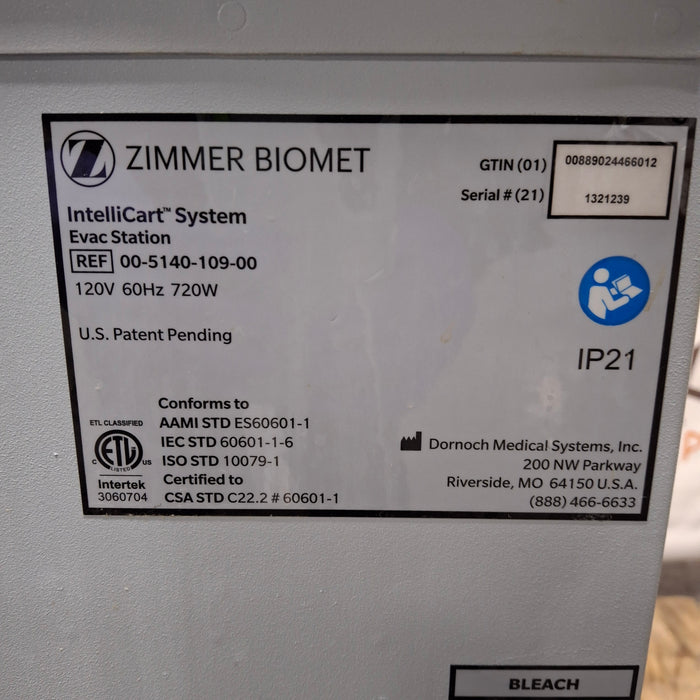 Z ZIMMER BIOMET
GTIN (01) 00889024466012
Serial # (21) 1321239
IntelliCart™ System
Evac Station
REF 00-5140-109-00
120V 60Hz 720W
U.S. Patent Pending
IP21
Conforms to
AAMI STD ES60601-1
IEC STD 60601-1-6
ISO STD 10079-1
Certified to
CSA STD C22.2 # 60601-1
ETL CLASSIFIED
C ETL US
LISTED
Intertek
3060704
Dornoch Medical Systems, Inc.
200 NW Parkway
Riverside, MO 64150 U.S.A.
(888) 466-6633
BLEACH